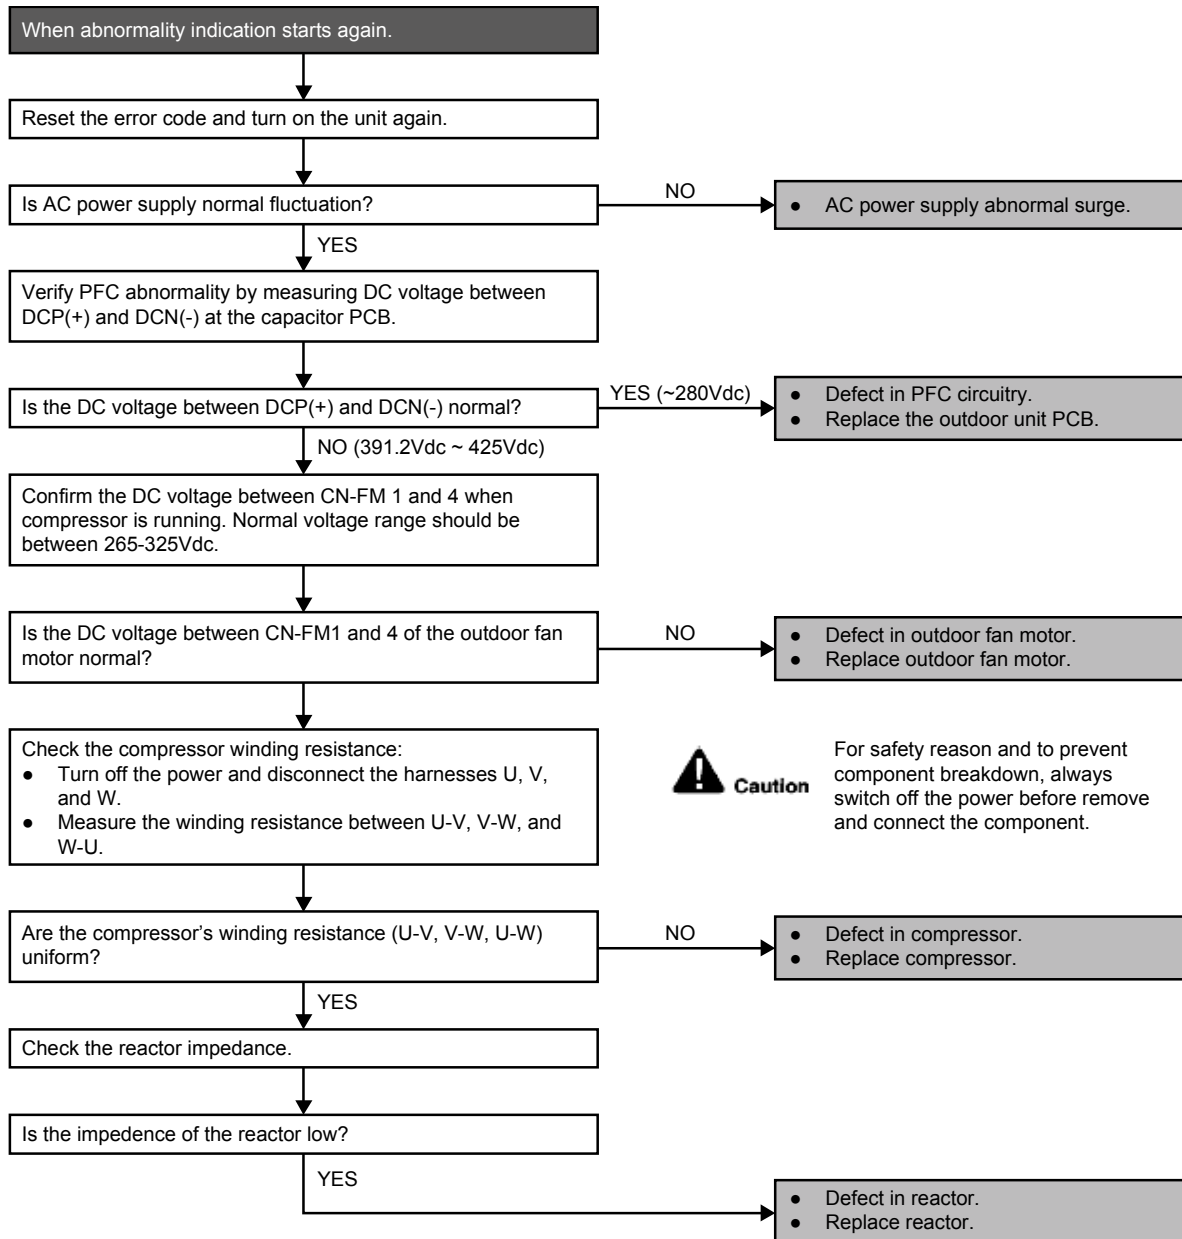 When abnormality indication starts again.
Reset the error code and turn on the unit again.
Is AC power supply normal fluctuation?
NO
● AC power supply abnormal surge.
YES
Verify PFC abnormality by measuring DC voltage between
DCP(+) and DCN(-) at the capacitor PCB.
Is the DC voltage between DCP(+) and DCN(-) normal?
YES (~280Vdc)
● Defect in PFC circuitry.
● Replace the outdoor unit PCB.
NO (391.2Vdc ~ 425Vdc)
Confirm the DC voltage between CN-FM 1 and 4 when
compressor is running. Normal voltage range should be
between 265-325Vdc.
Is the DC voltage between CN-FM1 and 4 of the outdoor fan
motor normal?
NO
● Defect in outdoor fan motor.
● Replace outdoor fan motor.
Check the compressor winding resistance:
● Turn off the power and disconnect the harnesses U, V,
and W.
● Measure the winding resistance between U-V, V-W, and
W-U.
Caution
For safety reason and to prevent
component breakdown, always
switch off the power before remove
and connect the component.
Are the compressor’s winding resistance (U-V, V-W, U-W)
uniform?
NO
● Defect in compressor.
● Replace compressor.
YES
Check the reactor impedance.
Is the impedence of the reactor low?
YES
● Defect in reactor.
● Replace reactor.